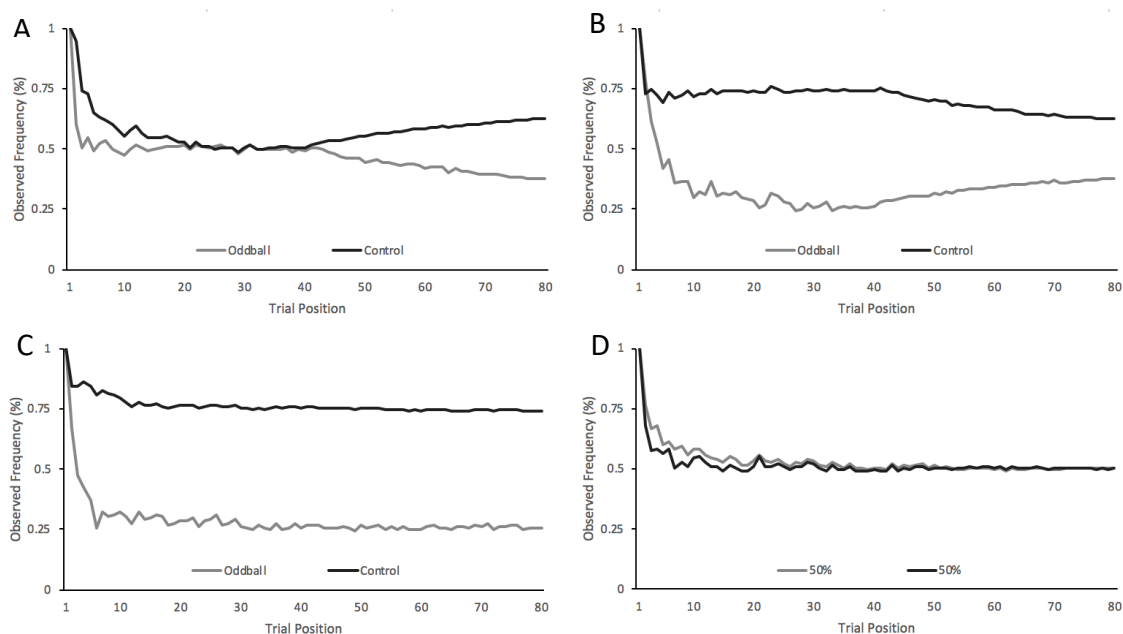 A
Observed Frequency (%)
1
0.75
0.5
0.25
0
Oddball
Control
1 10 20 30 40 50 60 70 80
Trial Position
B
Observed Frequency (%)
1
0.75
0.5
0.25
0
Oddball
Control
1 10 20 30 40 50 60 70 80
Trial Position
C
Observed Frequency (%)
1
0.75
0.5
0.25
0
Oddball
Control
1 10 20 30 40 50 60 70 80
Trial Position
D
Observed Frequency (%)
1
0.75
0.5
0.25
0
50%
50%
1 10 20 30 40 50 60 70 80
Trial Position